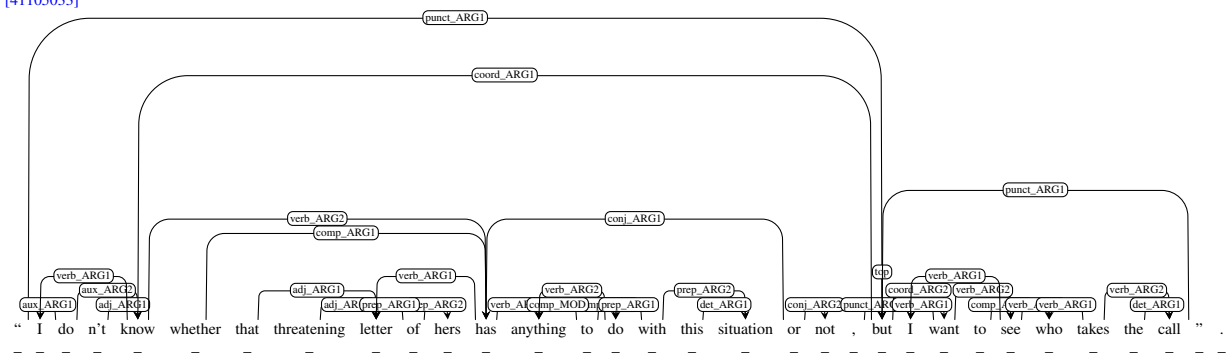 punct_ARG1
coord_ARG1
punct_ARG1
verb_ARG2 conj_ARG1
comp_ARG1
top
verb_ARG1 verb_ARG1 verb_ARG1
aux_ARG2 adj_ARG1 verb_ARG2 prep_ARG2 coord_ARG2 verb_ARG2 verb_ARG2
aux_ARG1 adj_ARG1 prep_ARG1 comp_MOD prep_ARG1 det_ARG1 conj_ARG2 verb_ARG1 verb_ARG1 det_ARG1
“ I do n't know whether that threatening letter of hers has anything to do with this situation or not , but I want to see who takes the call ” .